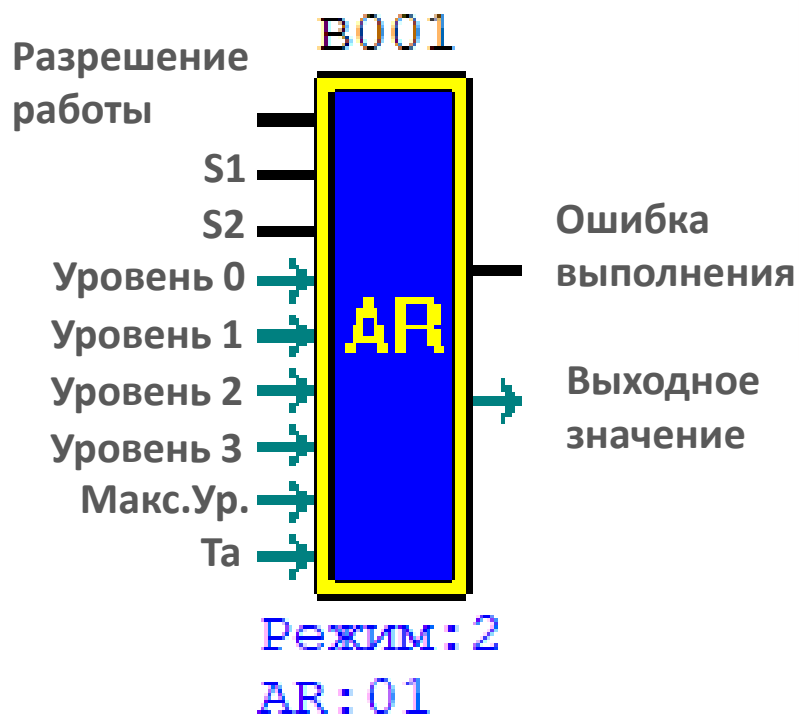 B001
Разрешение
работы
S1
S2
Уровень 0
Уровень 1
Уровень 2
Уровень 3
Макс.Ур.
Та
AR
Ошибка
выполнения
Выходное
значение
Режим:2
AR:01